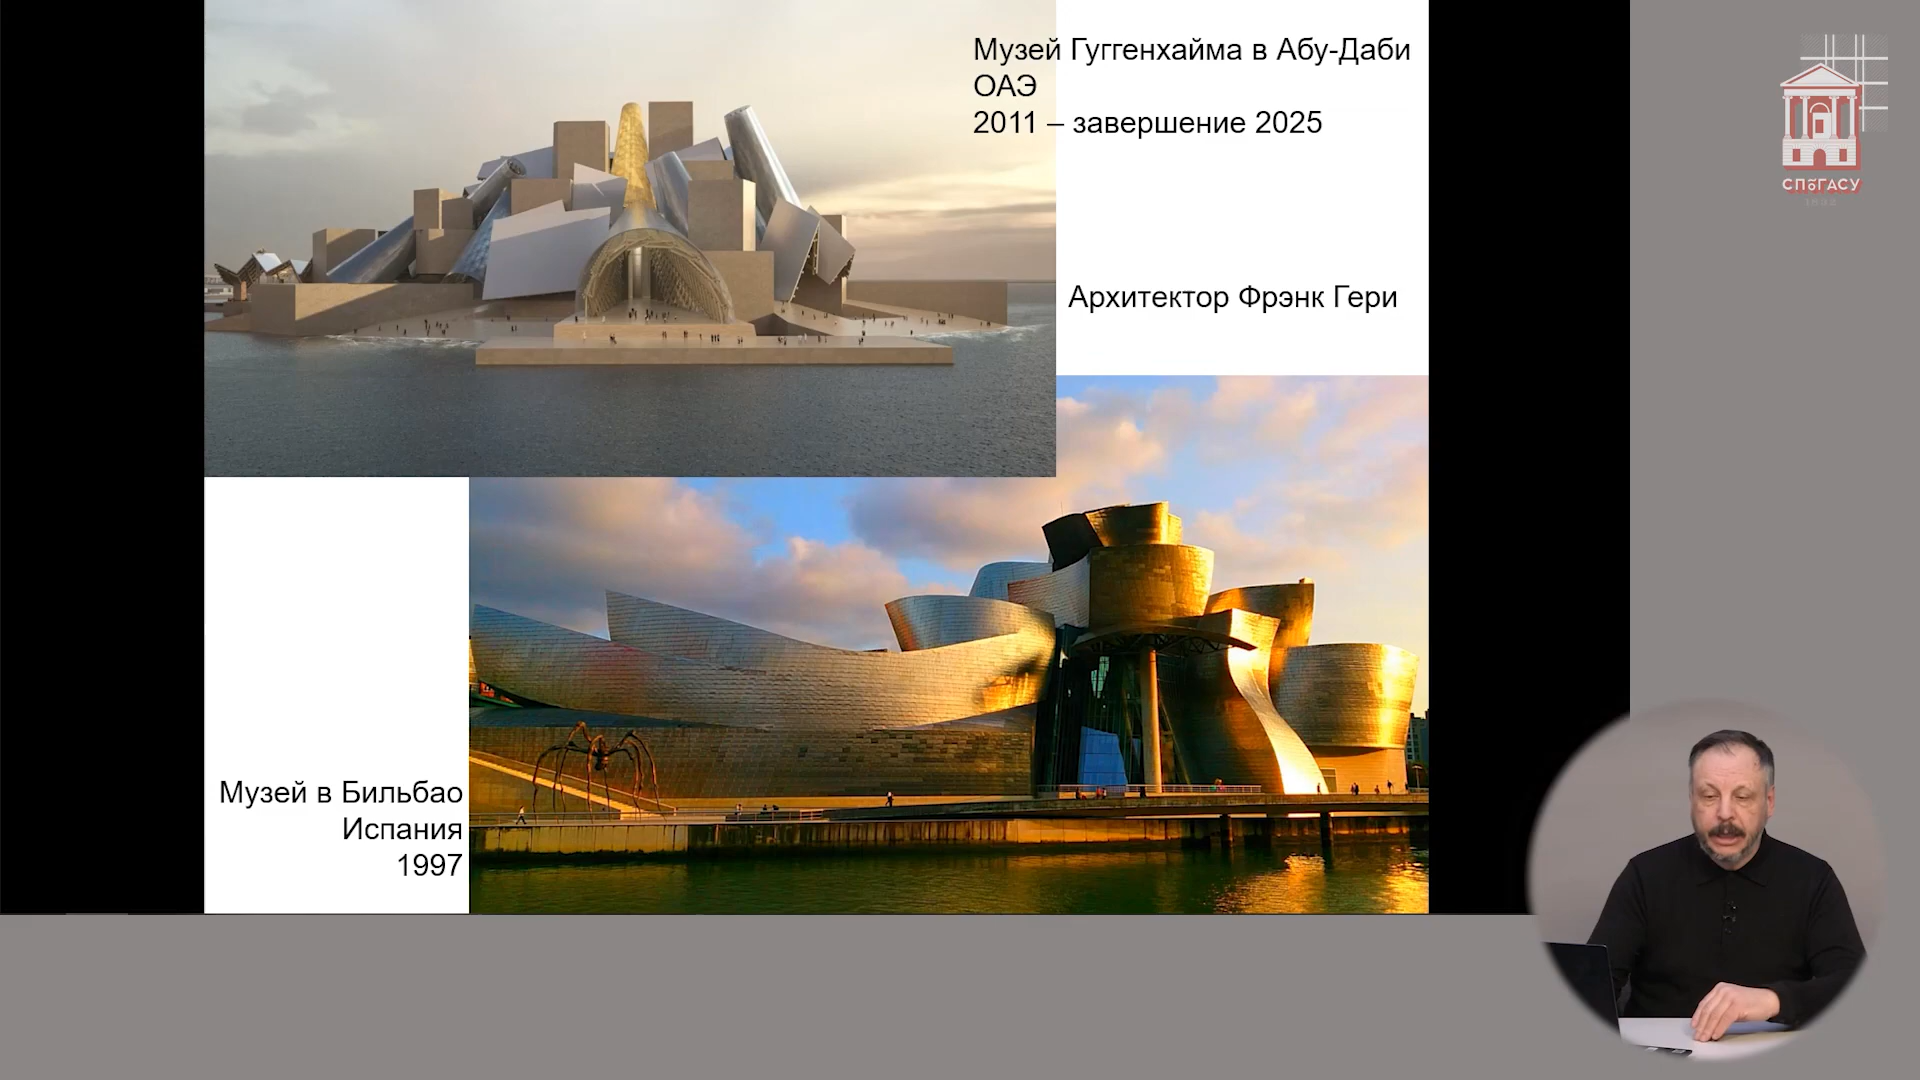 Музей Гуггенхайма в Абу-Даби
ОАЭ
2011 – завершение 2025
СПбГАСУ
Архитектор Фрэнк Гери
Музей в Бильбао
Испания
1997